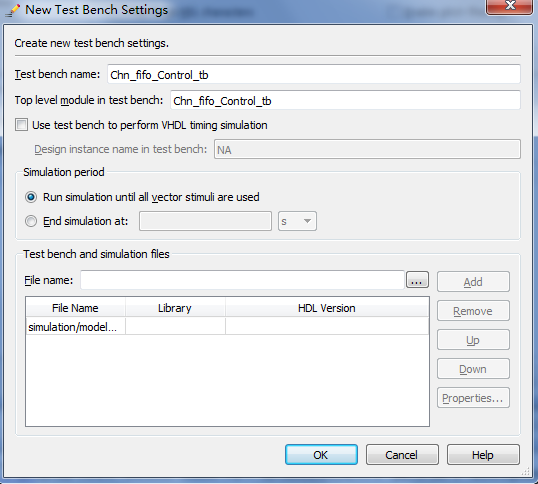 New Test Bench Settings
Create new test bench settings.
Test bench name: Chn_fifo_Control_tb
Top level module in test bench: Chn_fifo_Control_tb
Use test bench to perform VHDL timing simulation
Design instance name in test bench: NA
Simulation period
Run simulation until all vector stimuli are used
End simulation at: s
Test bench and simulation files
File name: ... Add
File Name Library HDL Version Remove
simulation/model...
Up
Down
Properties...
OK Cancel Help